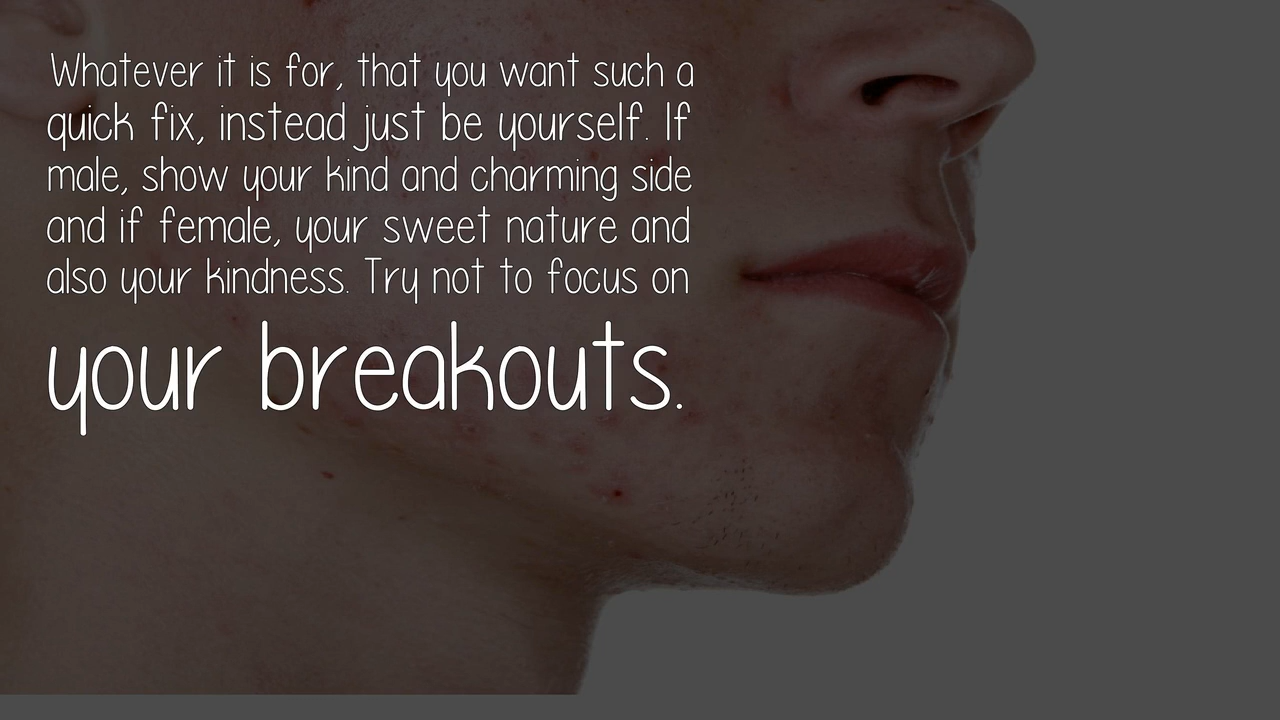 Whatever it is for, that you want such a
quick fix, instead just be yourself. If
male, show your kind and charming side
and if female, your sweet nature and
also your kindness. Try not to focus on
your breakouts.